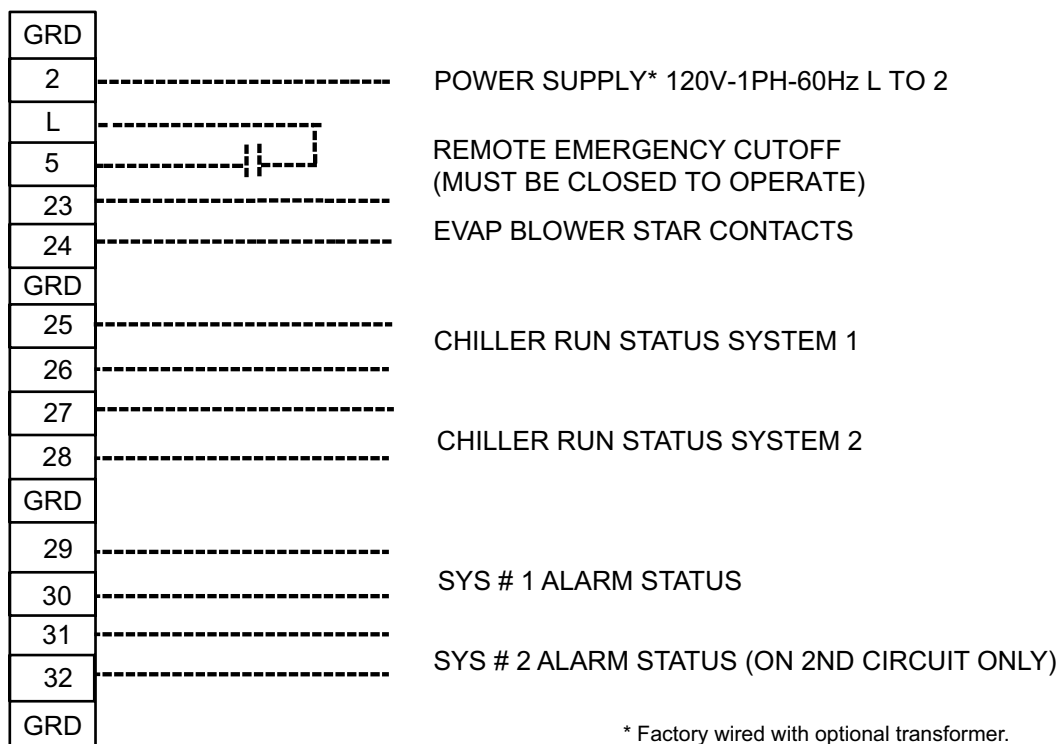 GRD
2
POWER SUPPLY* 120V-1PH-60Hz L TO 2
L
5
REMOTE EMERGENCY CUTOFF
(MUST BE CLOSED TO OPERATE)
23
24
EVAP BLOWER STAR CONTACTS
GRD
25
CHILLER RUN STATUS SYSTEM 1
26
27
CHILLER RUN STATUS SYSTEM 2
28
GRD
29
SYS # 1 ALARM STATUS
30
31
SYS # 2 ALARM STATUS (ON 2ND CIRCUIT ONLY)
32
GRD
* Factory wired with optional transformer.